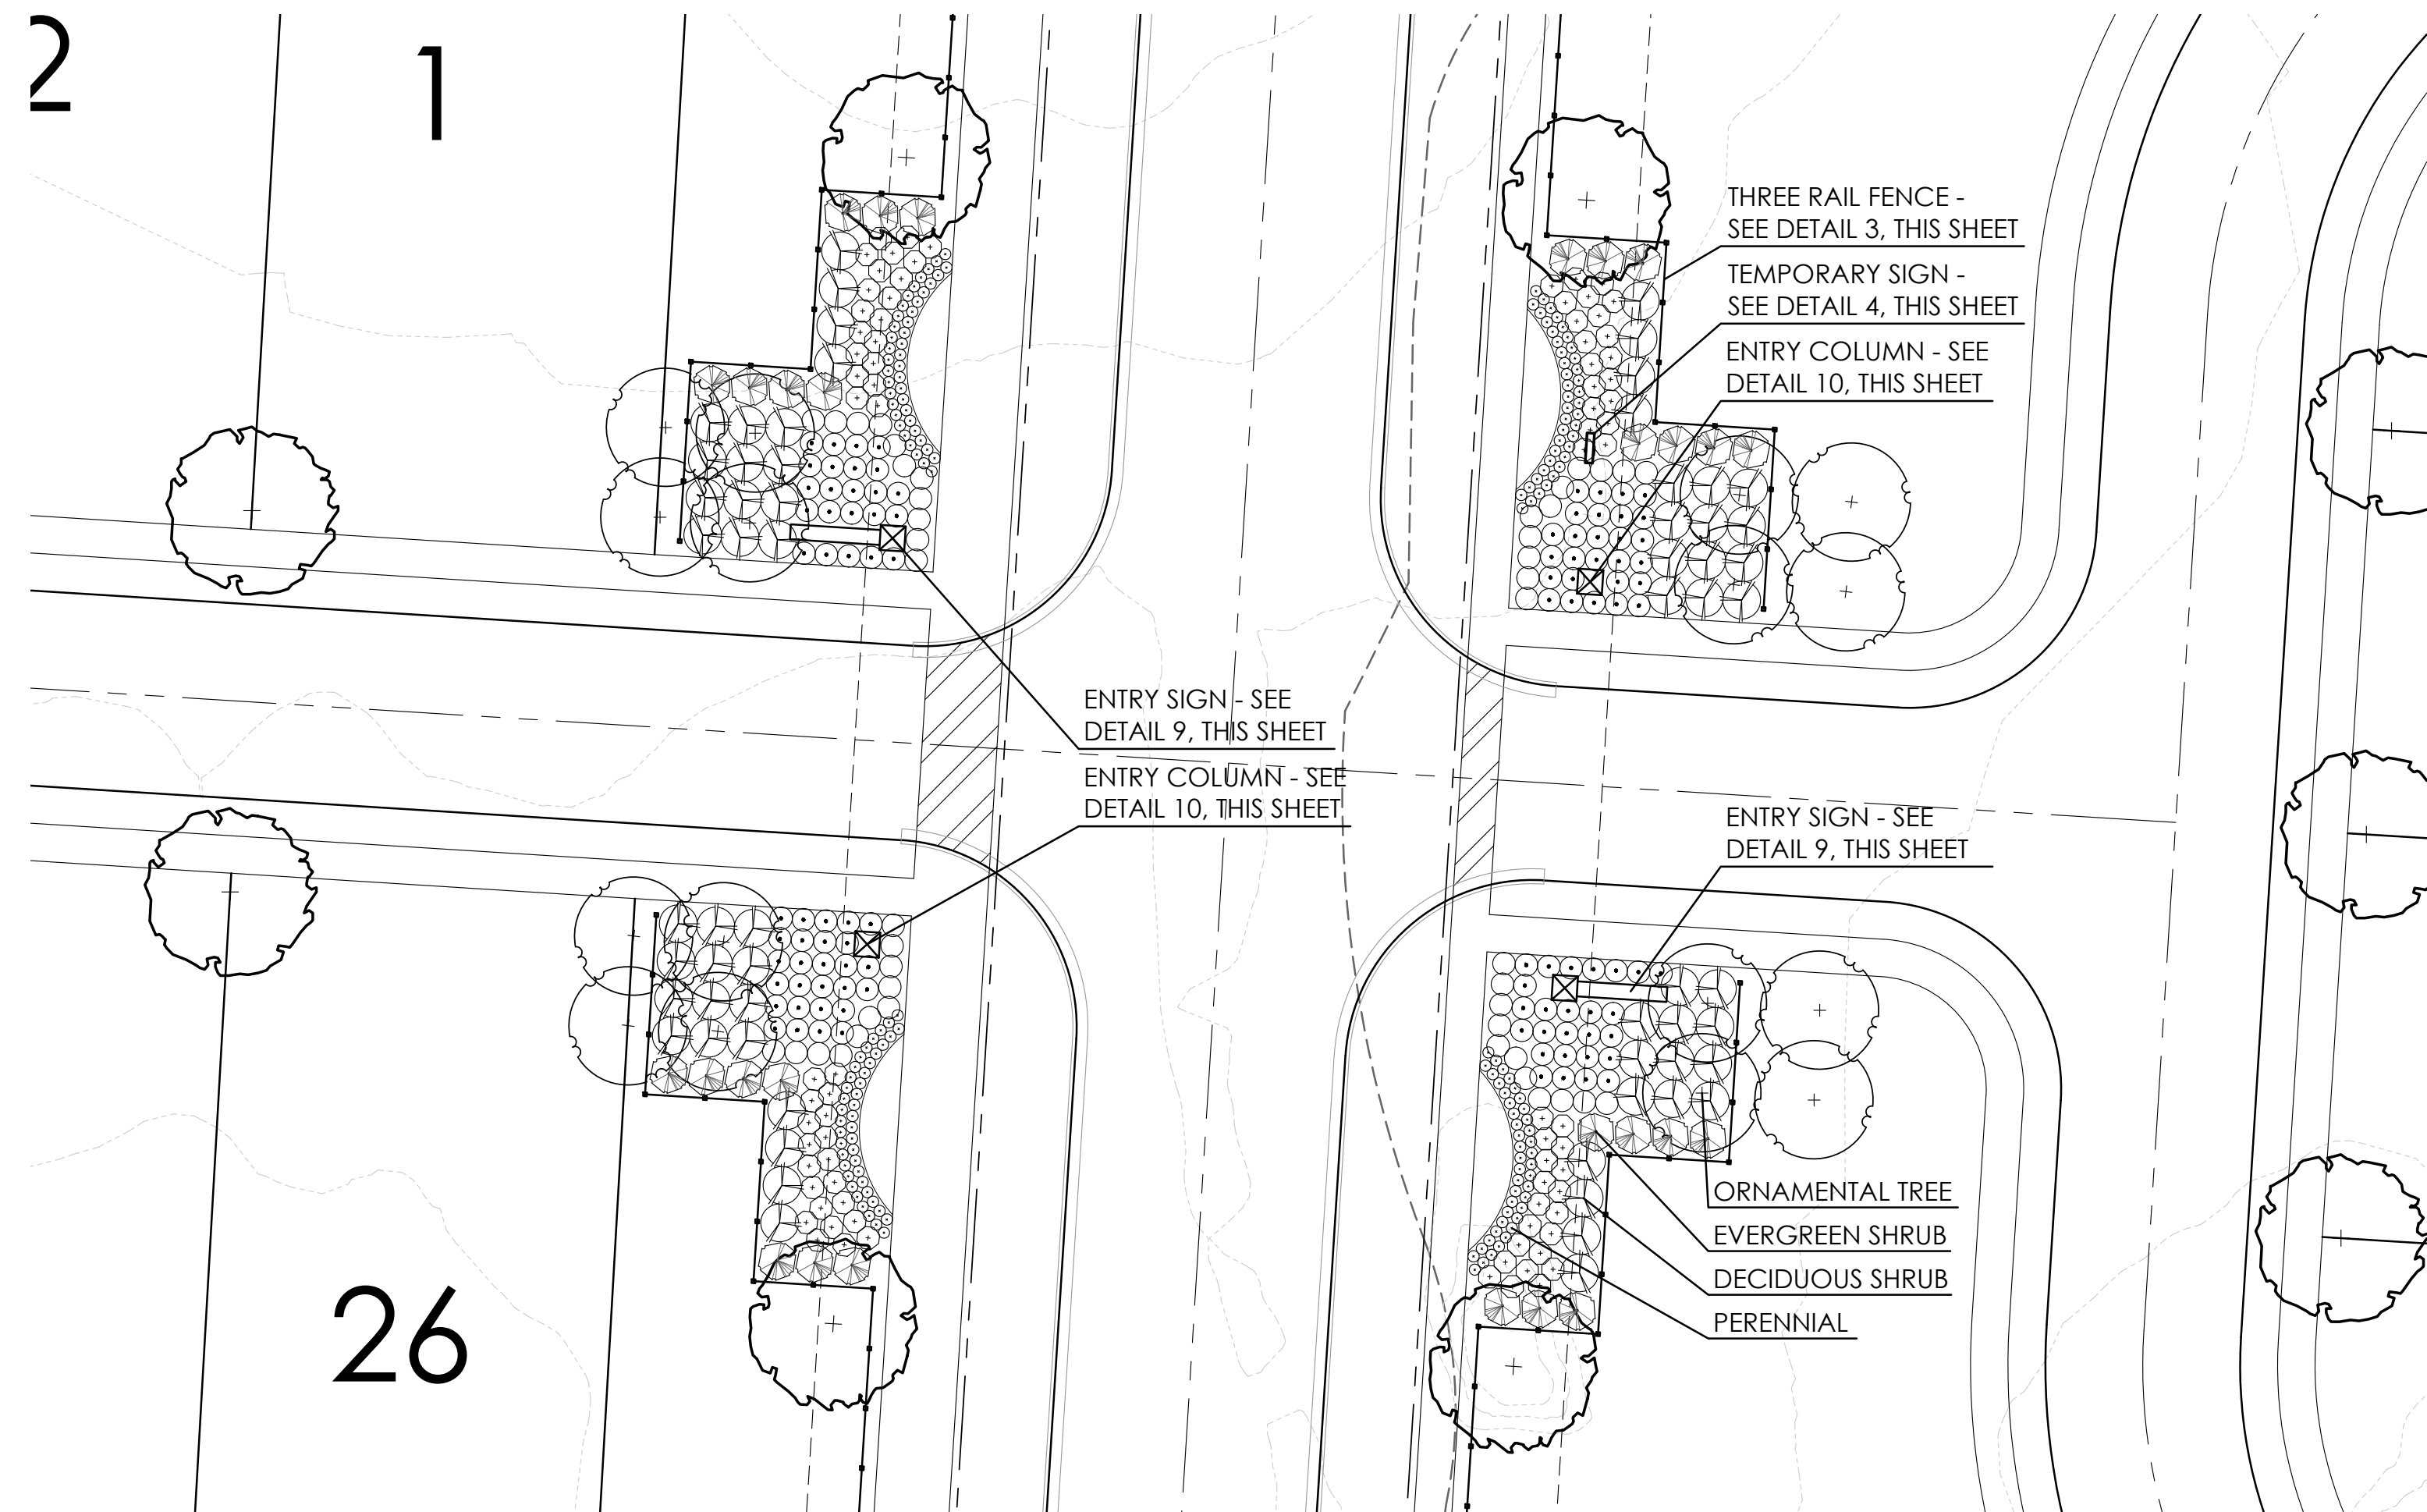 2
1
THREE RAIL FENCE -
SEE DETAIL 3, THIS SHEET
TEMPORARY SIGN -
SEE DETAIL 4, THIS SHEET
ENTRY COLUMN - SEE
DETAIL 10, THIS SHEET
ENTRY SIGN - SEE
DETAIL 9, THIS SHEET
ENTRY COLUMN - SEE
DETAIL 10, THIS SHEET
ENTRY SIGN - SEE
DETAIL 9, THIS SHEET
ORNAMENTAL TREE
EVERGREEN SHRUB
DECIDUOUS SHRUB
PERENNIAL
26